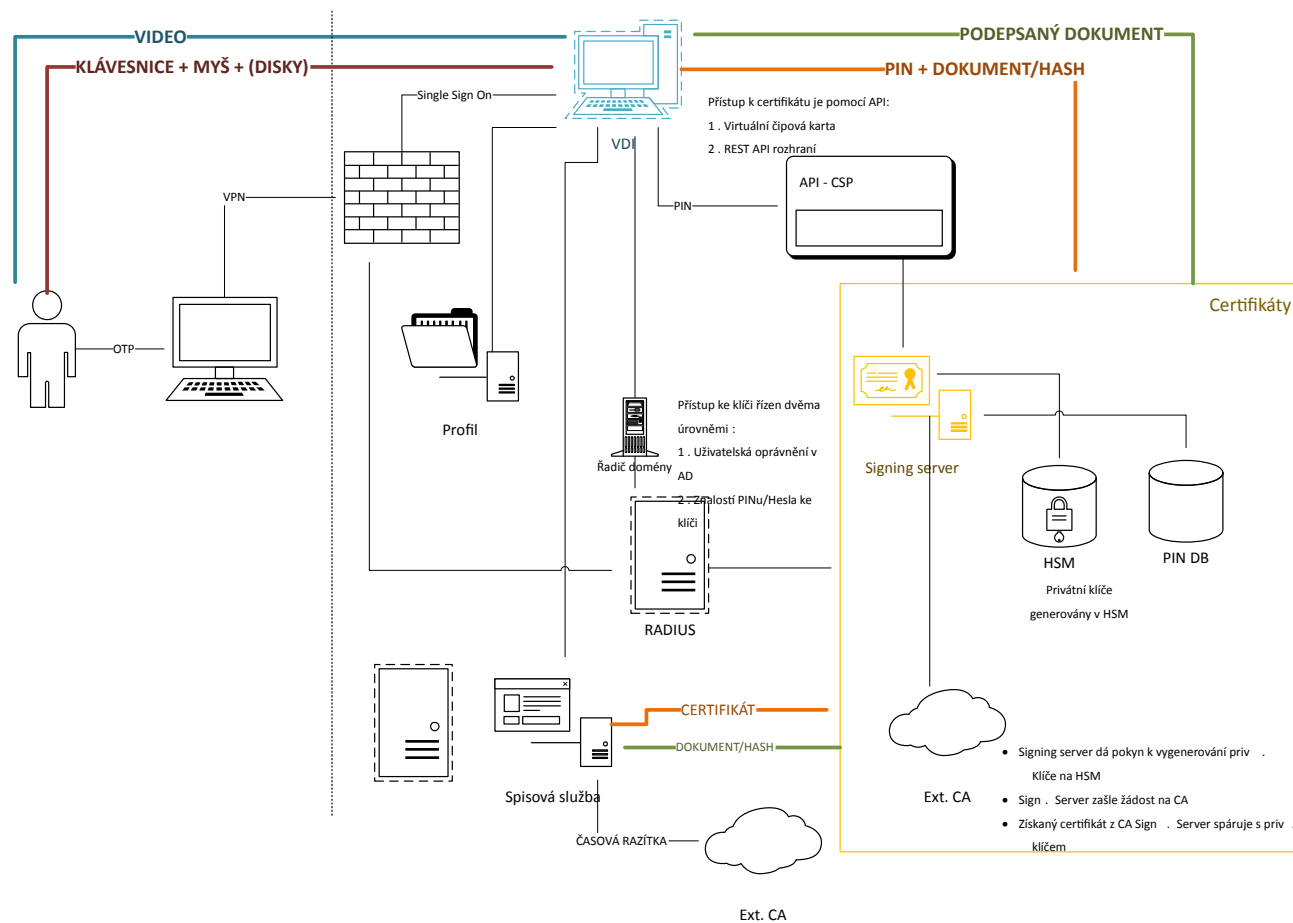 VIDEO
PODEPSANÝ DOKUMENT
KLÁVESNICE + MYŠ + (DISKY)
PIN + DOKUMENT/HASH
Single Sign On
Přístup k certifikátu je pomocí API:
1 . Virtuální čipová karta
2 . REST API rozhraní
VDI
API - CSP
VPN
PIN
Certifikáty
OTP
Profil
Řadič domény
Přístup ke klíči řízen dvěma
úrovněmi :
1 . Uživatelská oprávnění v
AD
2 . Znalostí PINu/Hesla ke
klíči
Signing server
HSM
PIN DB
Privátní klíče
generovány v HSM
RADIUS
CERTIFIKÁT
DOKUMENT/HASH
Spisová služba
Ext. CA
• Signing server dá pokyn k vygenerování priv .
Klíče na HSM
• Sign . Server zašle žádost na CA
• Získaný certifikát z CA Sign . Server spáruje s priv .
klíčem
ČASOVÁ RAZÍTKA
Ext. CA